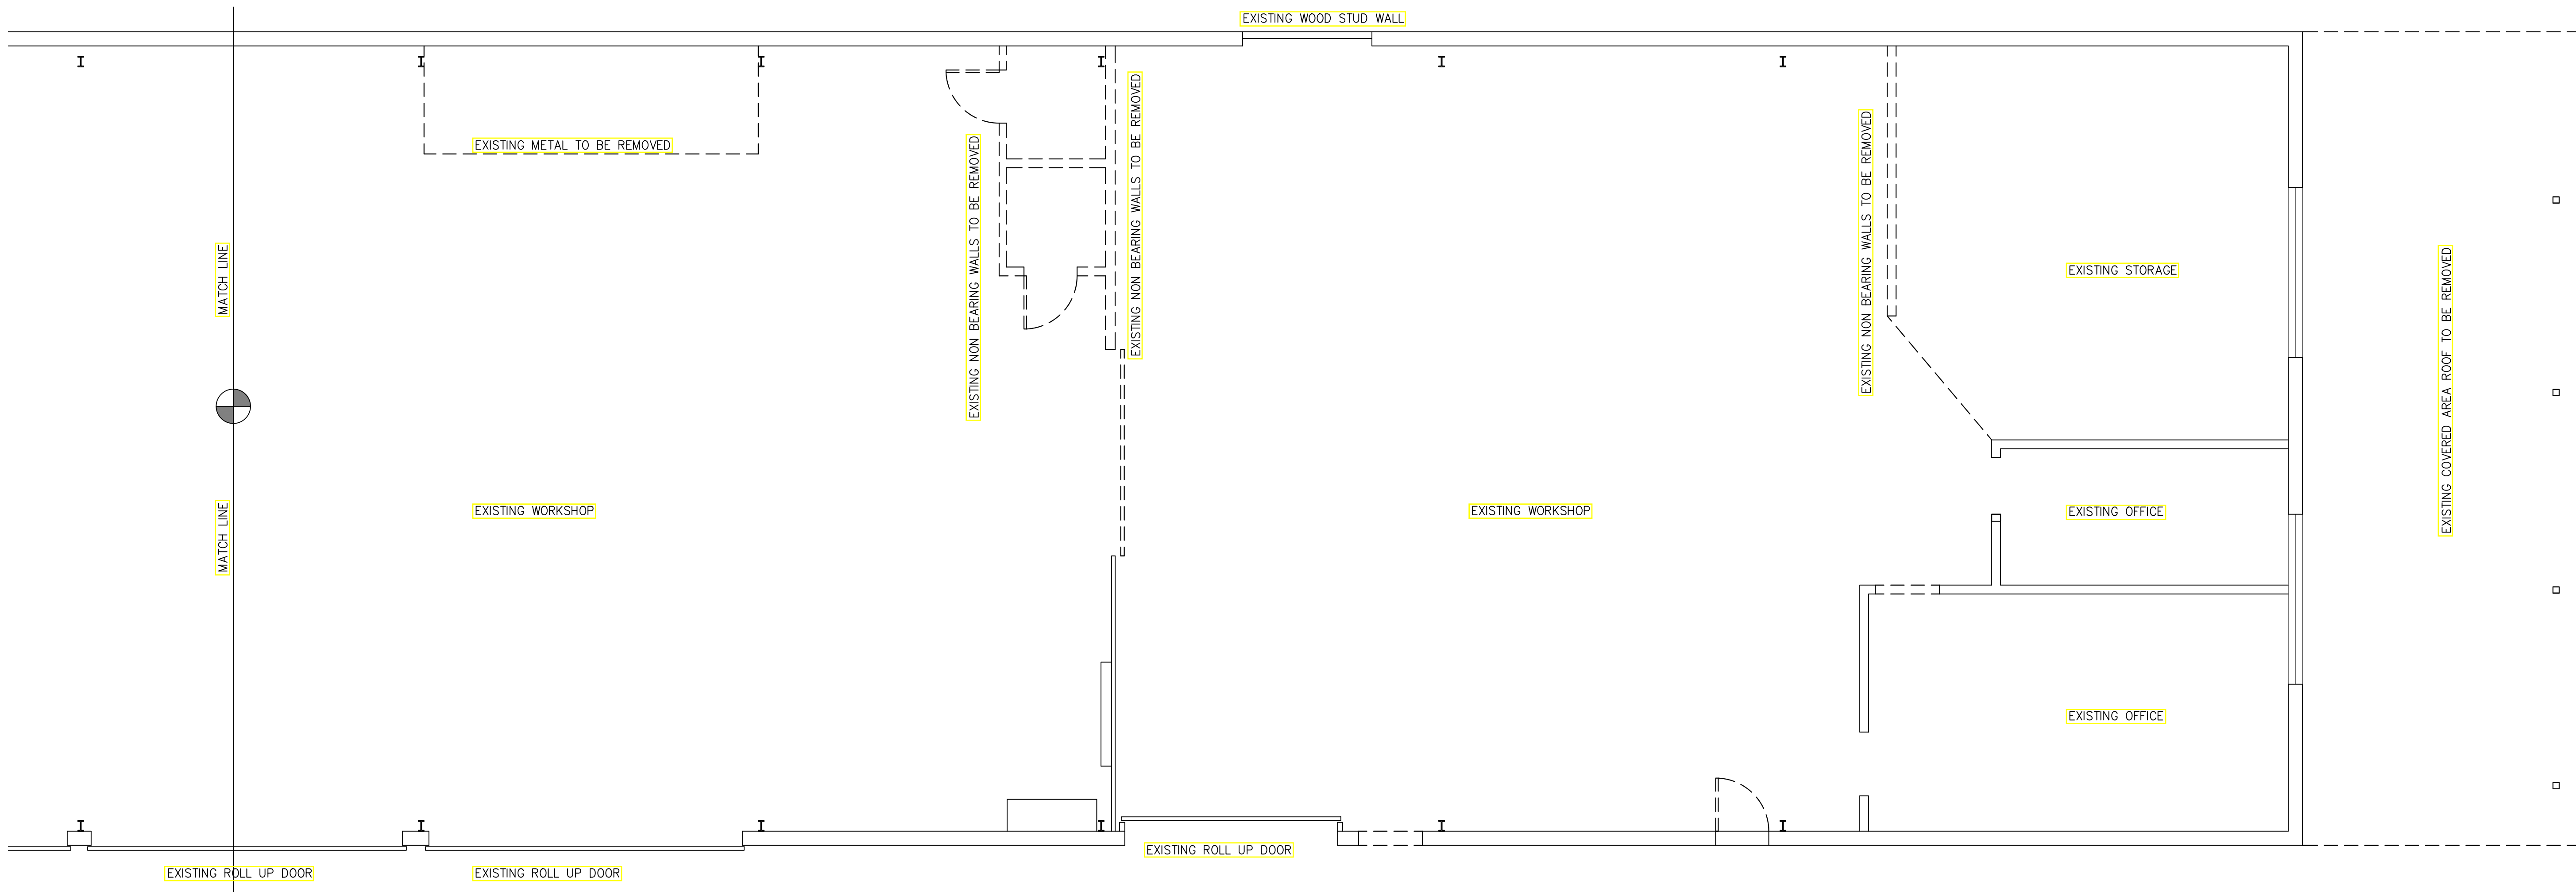 EXISTING WOOD STUD WALL
EXISTING METAL TO BE REMOVED
EXISTING NON BEARING WALLS TO BE REMOVED
EXISTING NON BEARING WALLS TO BE REMOVED
EXISTING NON BEARING WALLS TO BE REMOVED
MATCH LINE
EXISTING STORAGE
EXISTING COVERED AREA ROOF TO BE REMOVED
MATCH LINE
EXISTING WORKSHOP
EXISTING WORKSHOP
EXISTING OFFICE
EXISTING OFFICE
EXISTING ROLL UP DOOR
EXISTING ROLL UP DOOR
EXISTING ROLL UP DOOR